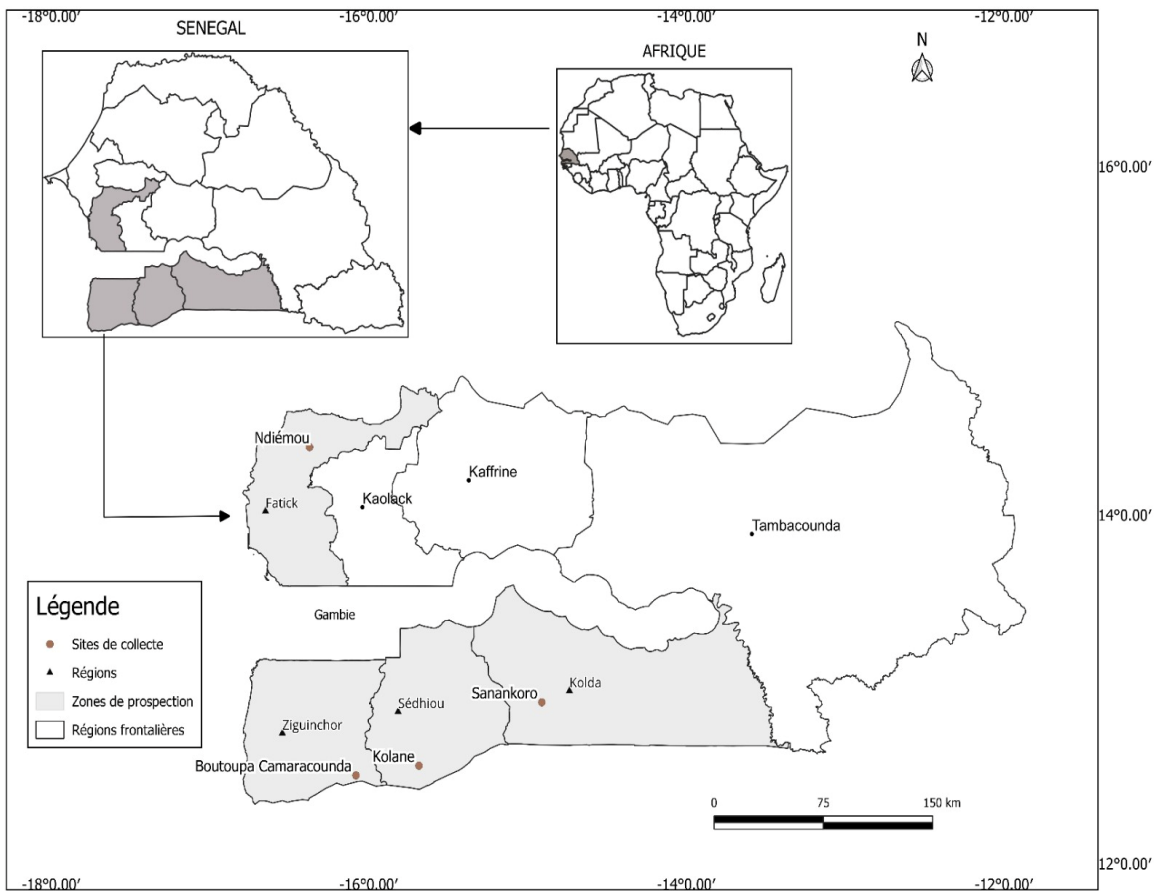 -18°0.00′
-16°0.00′
-14°0.00′
-12°0.00′
SENEGAL
AFRIQUE
N
16°0.00′
Ndiémou
Kaffrine
Fatick
Kaolack
Tambacounda
14°0.00′
Gambie
Légende
Sites de collecte
Régions
Zones de prospection
Régions frontalières
Kolda
Sanankoro
Sédhiou
Ziguinchor
Kolane
Boutoupa Camaracounda
0 75 150 km
12°0.00′
-18°0.00′
-16°0.00′
-14°0.00′
-12°0.00′